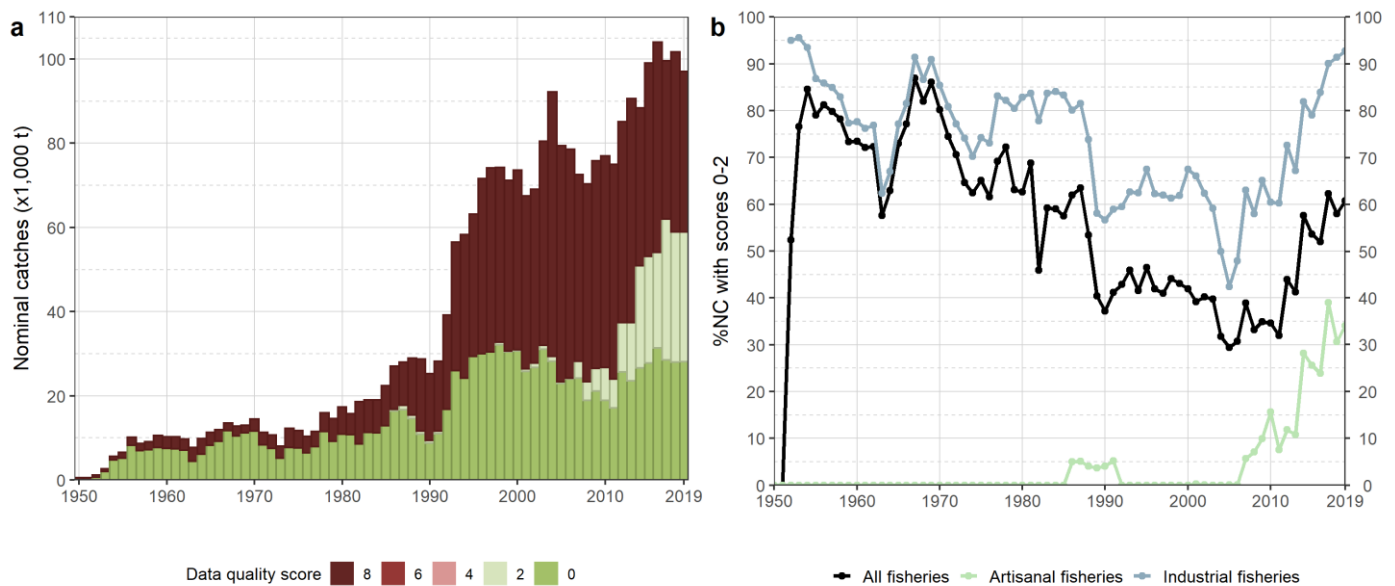 a
Nominal catches (x1,000 t)
110
100
80
60
40
20
0
1950 1960 1970 1980 1990 2000 2010 2019
Data quality score 8 6 4 2 0
b
%NC with scores 0-2
100 100
90 90
80 80
70 70
60 60
50 50
40 40
30 30
20 20
10 10
0 0
1950 1960 1970 1980 1990 2000 2010 2019
All fisheries Artisanal fisheries Industrial fisheries